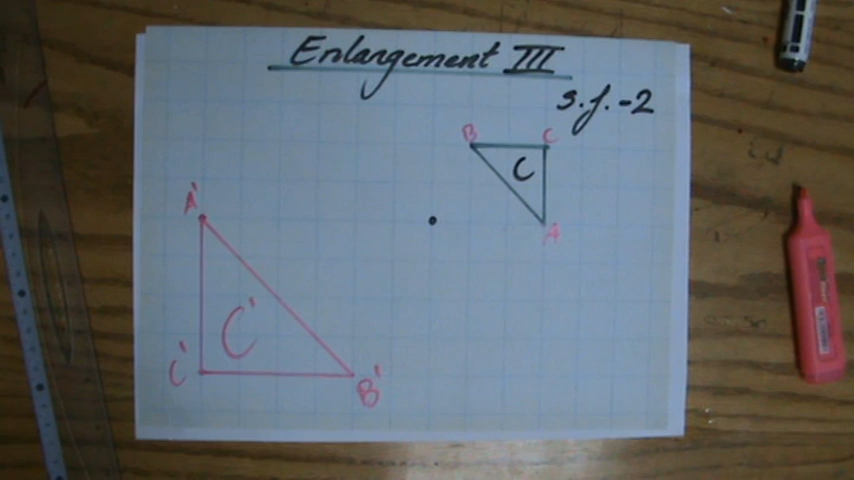 Enlargement III
s.f. -2
B C
C
A
A'
C'
C' B'